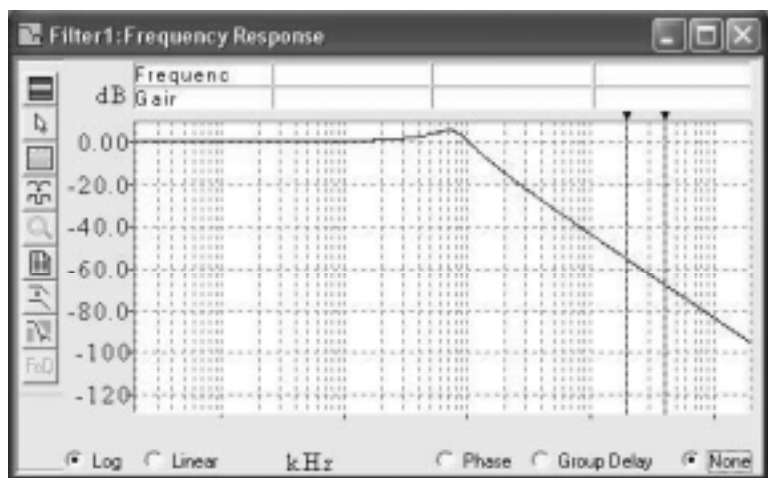 Filter1:Frequency Response
Frequenc
dB Gair
0.00
-20.0
-40.0
-60.0
-80.0
-100
-120
FoQ
Log Linear kHz Phase Group Delay None